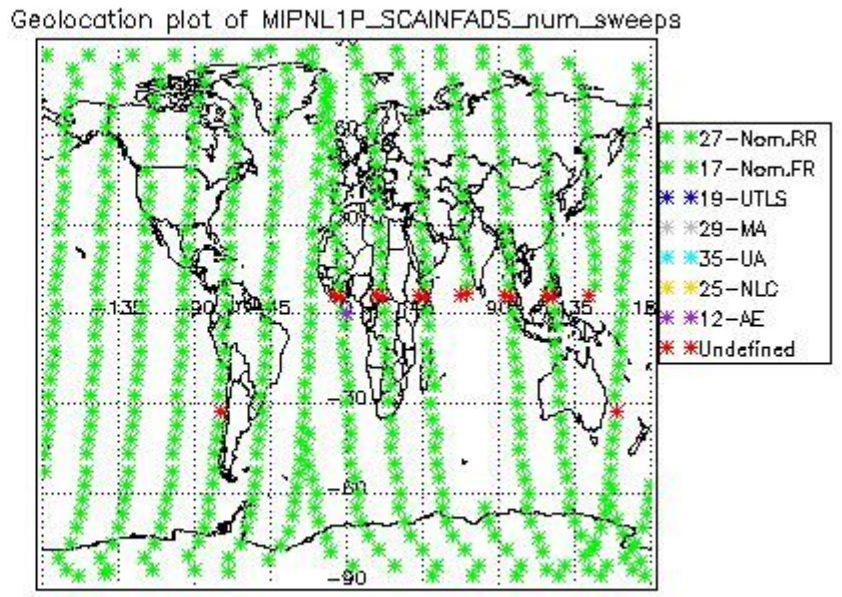 Geolocation plot of MIPNL1P_SCAINFADS_num_sweeps
27-Nom.RR
17-Nom.FR
19-UTLS
29-MA
35-UA
25-NLC
12-AE
Undefined
60
-135 -90 -45 90 135
-30
-60
-90